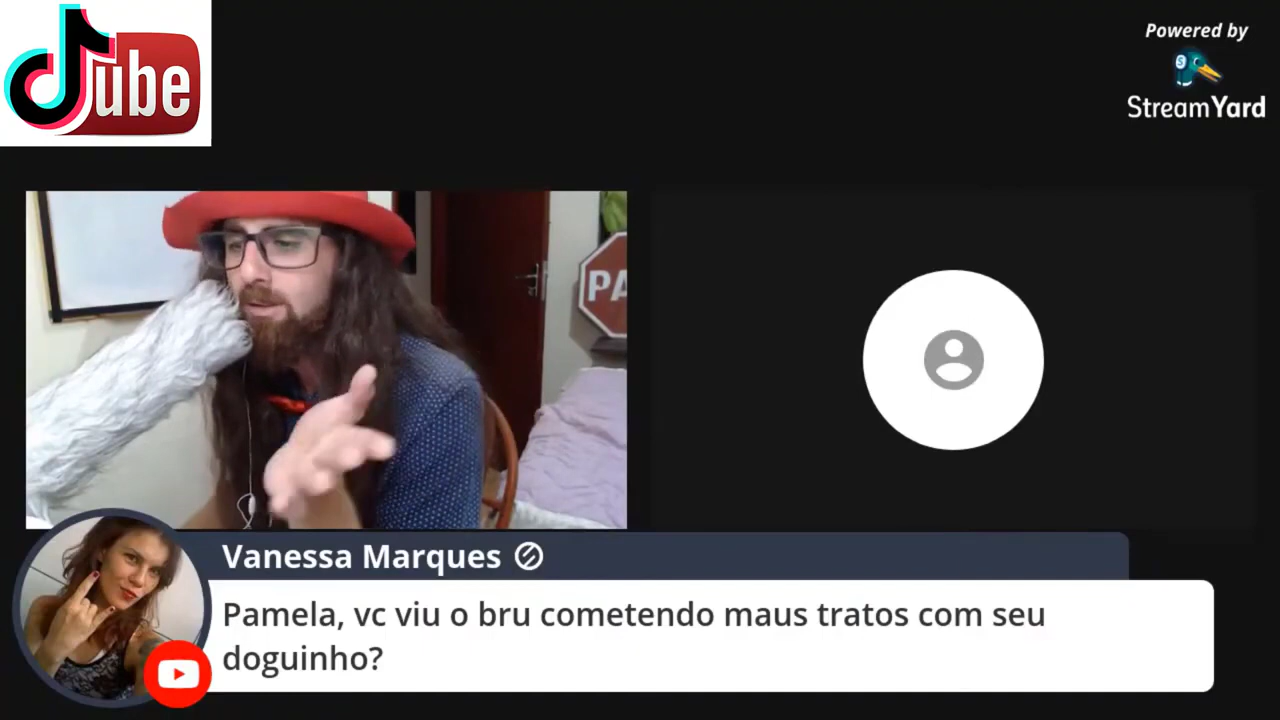 Tube
Powered by
StreamYard
PA
Vanessa Marques
Pamela, vc viu o bru cometendo maus tratos com seu
doguinho?